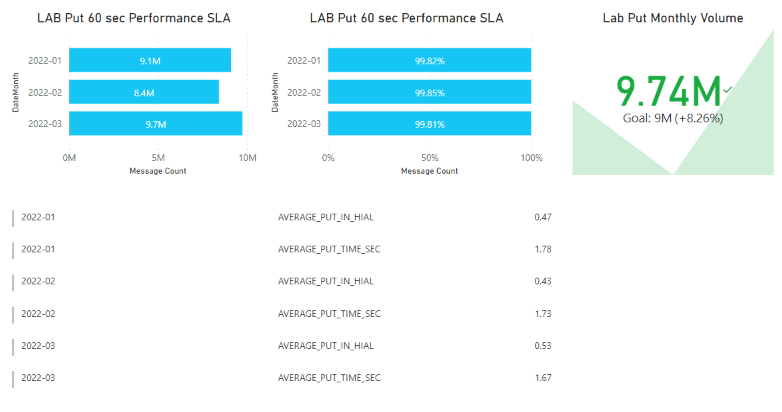 LAB Put 60 sec Performance SLA
DateMonth
2022-01
9.1M
2022-02
8.4M
2022-03
9.7M
0M 5M 10M
Message Count
LAB Put 60 sec Performance SLA
DateMonth
2022-01
99.82%
2022-02
99.85%
2022-03
99.81%
0% 50% 100%
Message Count
Lab Put Monthly Volume
9.74M
Goal: 9M (+8.26%)
2022-01 AVERAGE_PUT_IN_HIAL 0.47
2022-01 AVERAGE_PUT_TIME_SEC 1.78
2022-02 AVERAGE_PUT_IN_HIAL 0.43
2022-02 AVERAGE_PUT_TIME_SEC 1.73
2022-03 AVERAGE_PUT_IN_HIAL 0.53
2022-03 AVERAGE_PUT_TIME_SEC 1.67